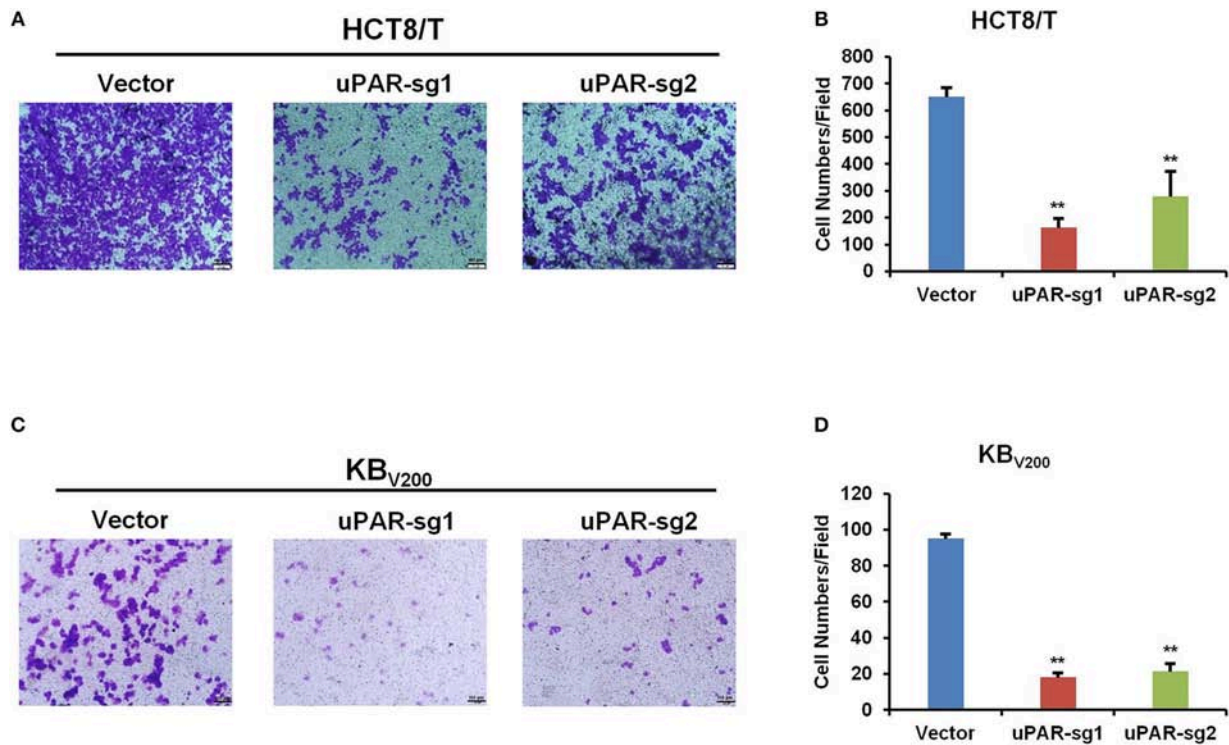 A
HCT8/T
Vector
uPAR-sg1
uPAR-sg2
B
HCT8/T
Cell Numbers/Field
800
700
600
500
400
300
200
100
0
**
**
Vector
uPAR-sg1
uPAR-sg2
C
KBV200
Vector
uPAR-sg1
uPAR-sg2
D
KBV200
Cell Numbers/Field
120
100
80
60
40
20
0
**
**
Vector
uPAR-sg1
uPAR-sg2